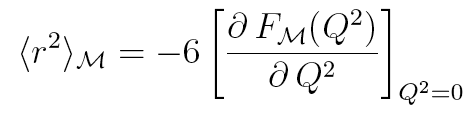 ⟨r²⟩_ℳ = −6 [∂ F_ℳ(Q²) / ∂ Q²]_{Q²=0}